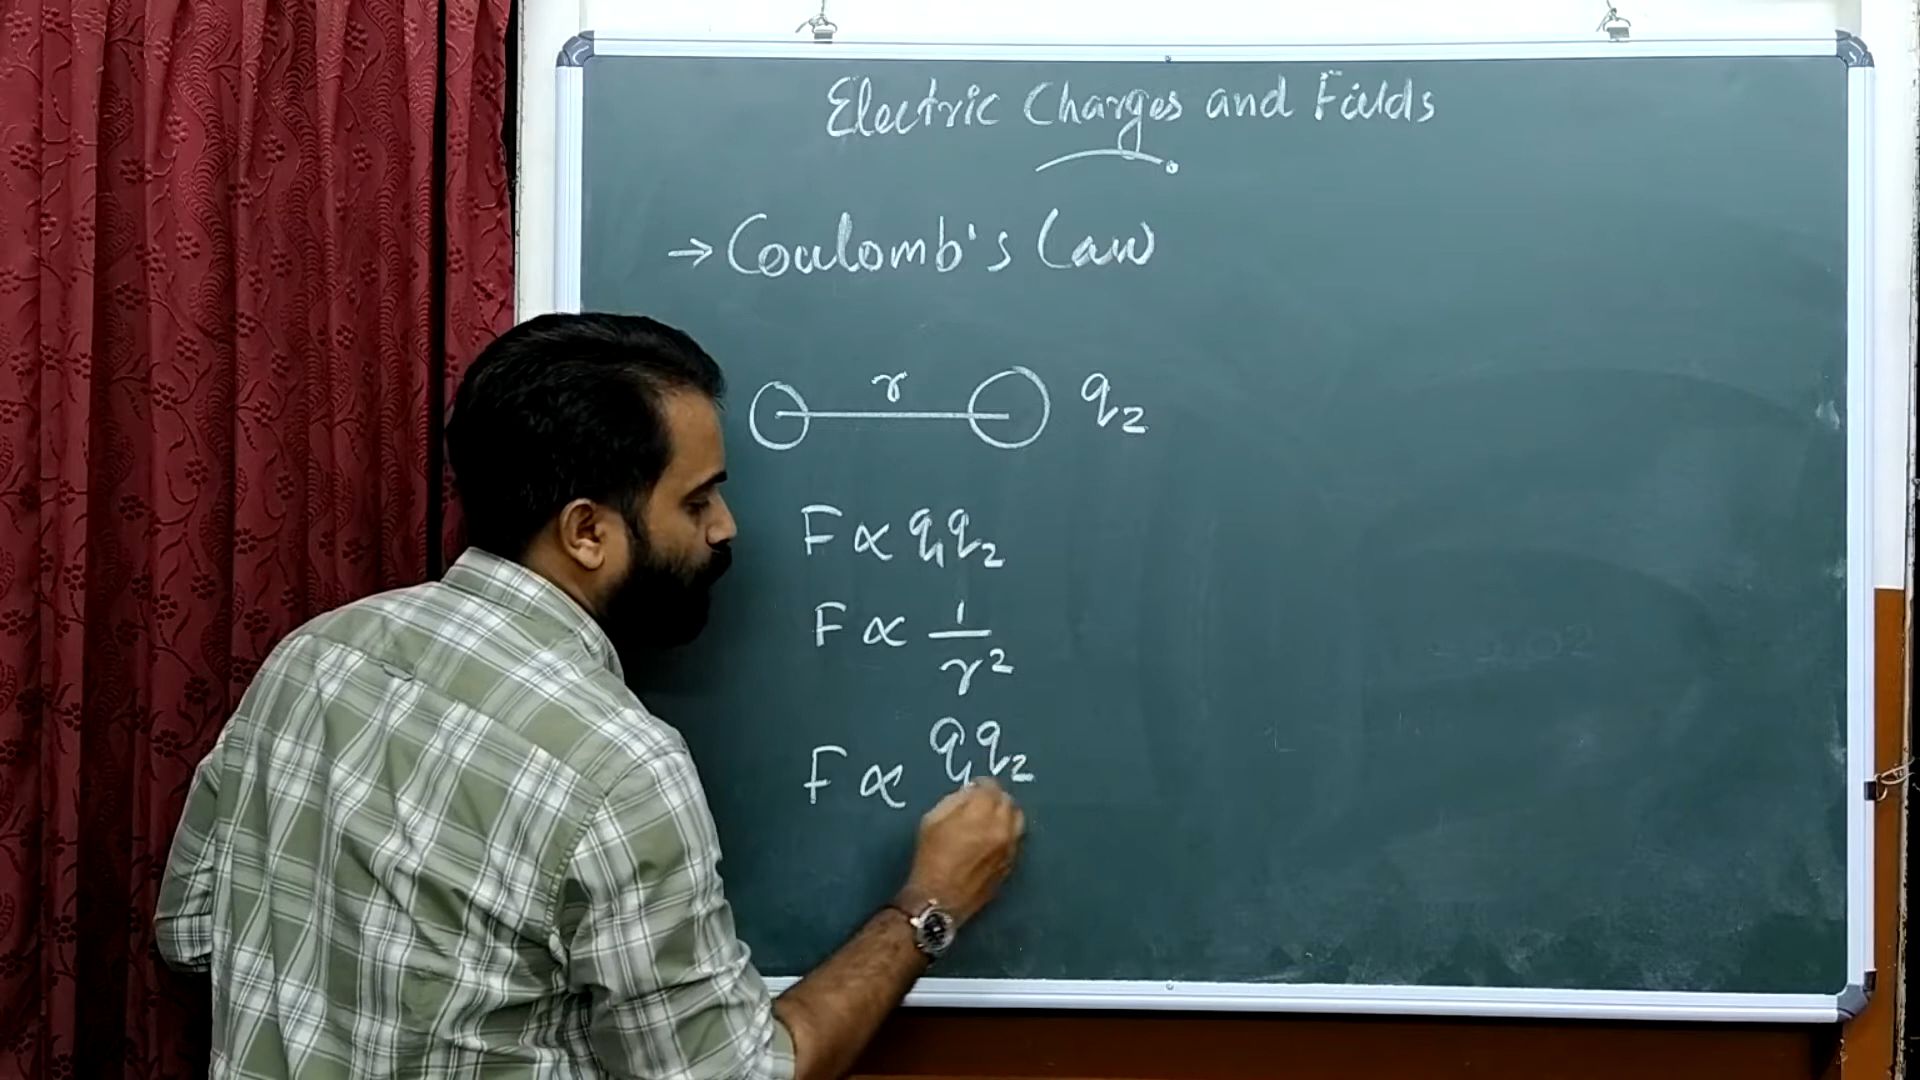 Electric Charges and Fields
→ Coulomb's Law
r
q₂
F ∝ q₁q₂
F ∝ 1/r²
F ∝ q₁q₂